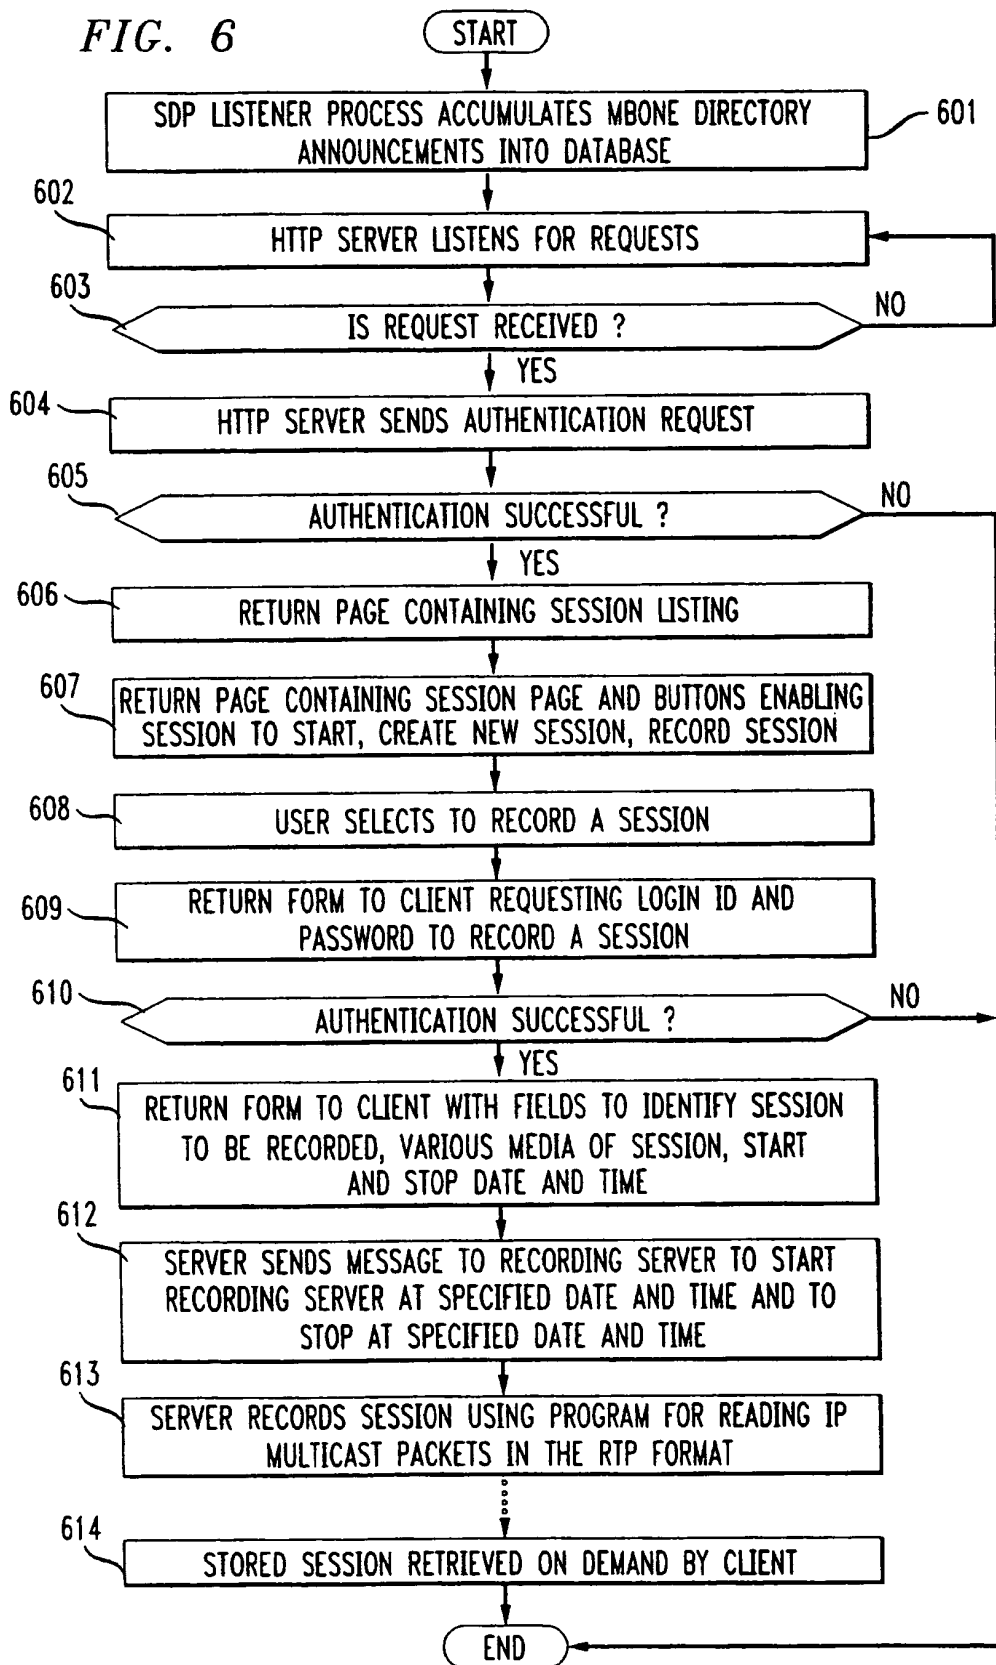 FIG. 6
START
SDP LISTENER PROCESS ACCUMULATES MBONE DIRECTORY
ANNOUNCEMENTS INTO DATABASE
601
602
HTTP SERVER LISTENS FOR REQUESTS
603
IS REQUEST RECEIVED ?
NO
YES
604
HTTP SERVER SENDS AUTHENTICATION REQUEST
605
AUTHENTICATION SUCCESSFUL ?
NO
YES
606
RETURN PAGE CONTAINING SESSION LISTING
607
RETURN PAGE CONTAINING SESSION PAGE AND BUTTONS ENABLING
SESSION TO START, CREATE NEW SESSION, RECORD SESSION
608
USER SELECTS TO RECORD A SESSION
609
RETURN FORM TO CLIENT REQUESTING LOGIN ID AND
PASSWORD TO RECORD A SESSION
610
AUTHENTICATION SUCCESSFUL ?
NO
YES
611
RETURN FORM TO CLIENT WITH FIELDS TO IDENTIFY SESSION
TO BE RECORDED, VARIOUS MEDIA OF SESSION, START
AND STOP DATE AND TIME
612
SERVER SENDS MESSAGE TO RECORDING SERVER TO START
RECORDING SERVER AT SPECIFIED DATE AND TIME AND TO
STOP AT SPECIFIED DATE AND TIME
613
SERVER RECORDS SESSION USING PROGRAM FOR READING IP
MULTICAST PACKETS IN THE RTP FORMAT
614
STORED SESSION RETRIEVED ON DEMAND BY CLIENT
END